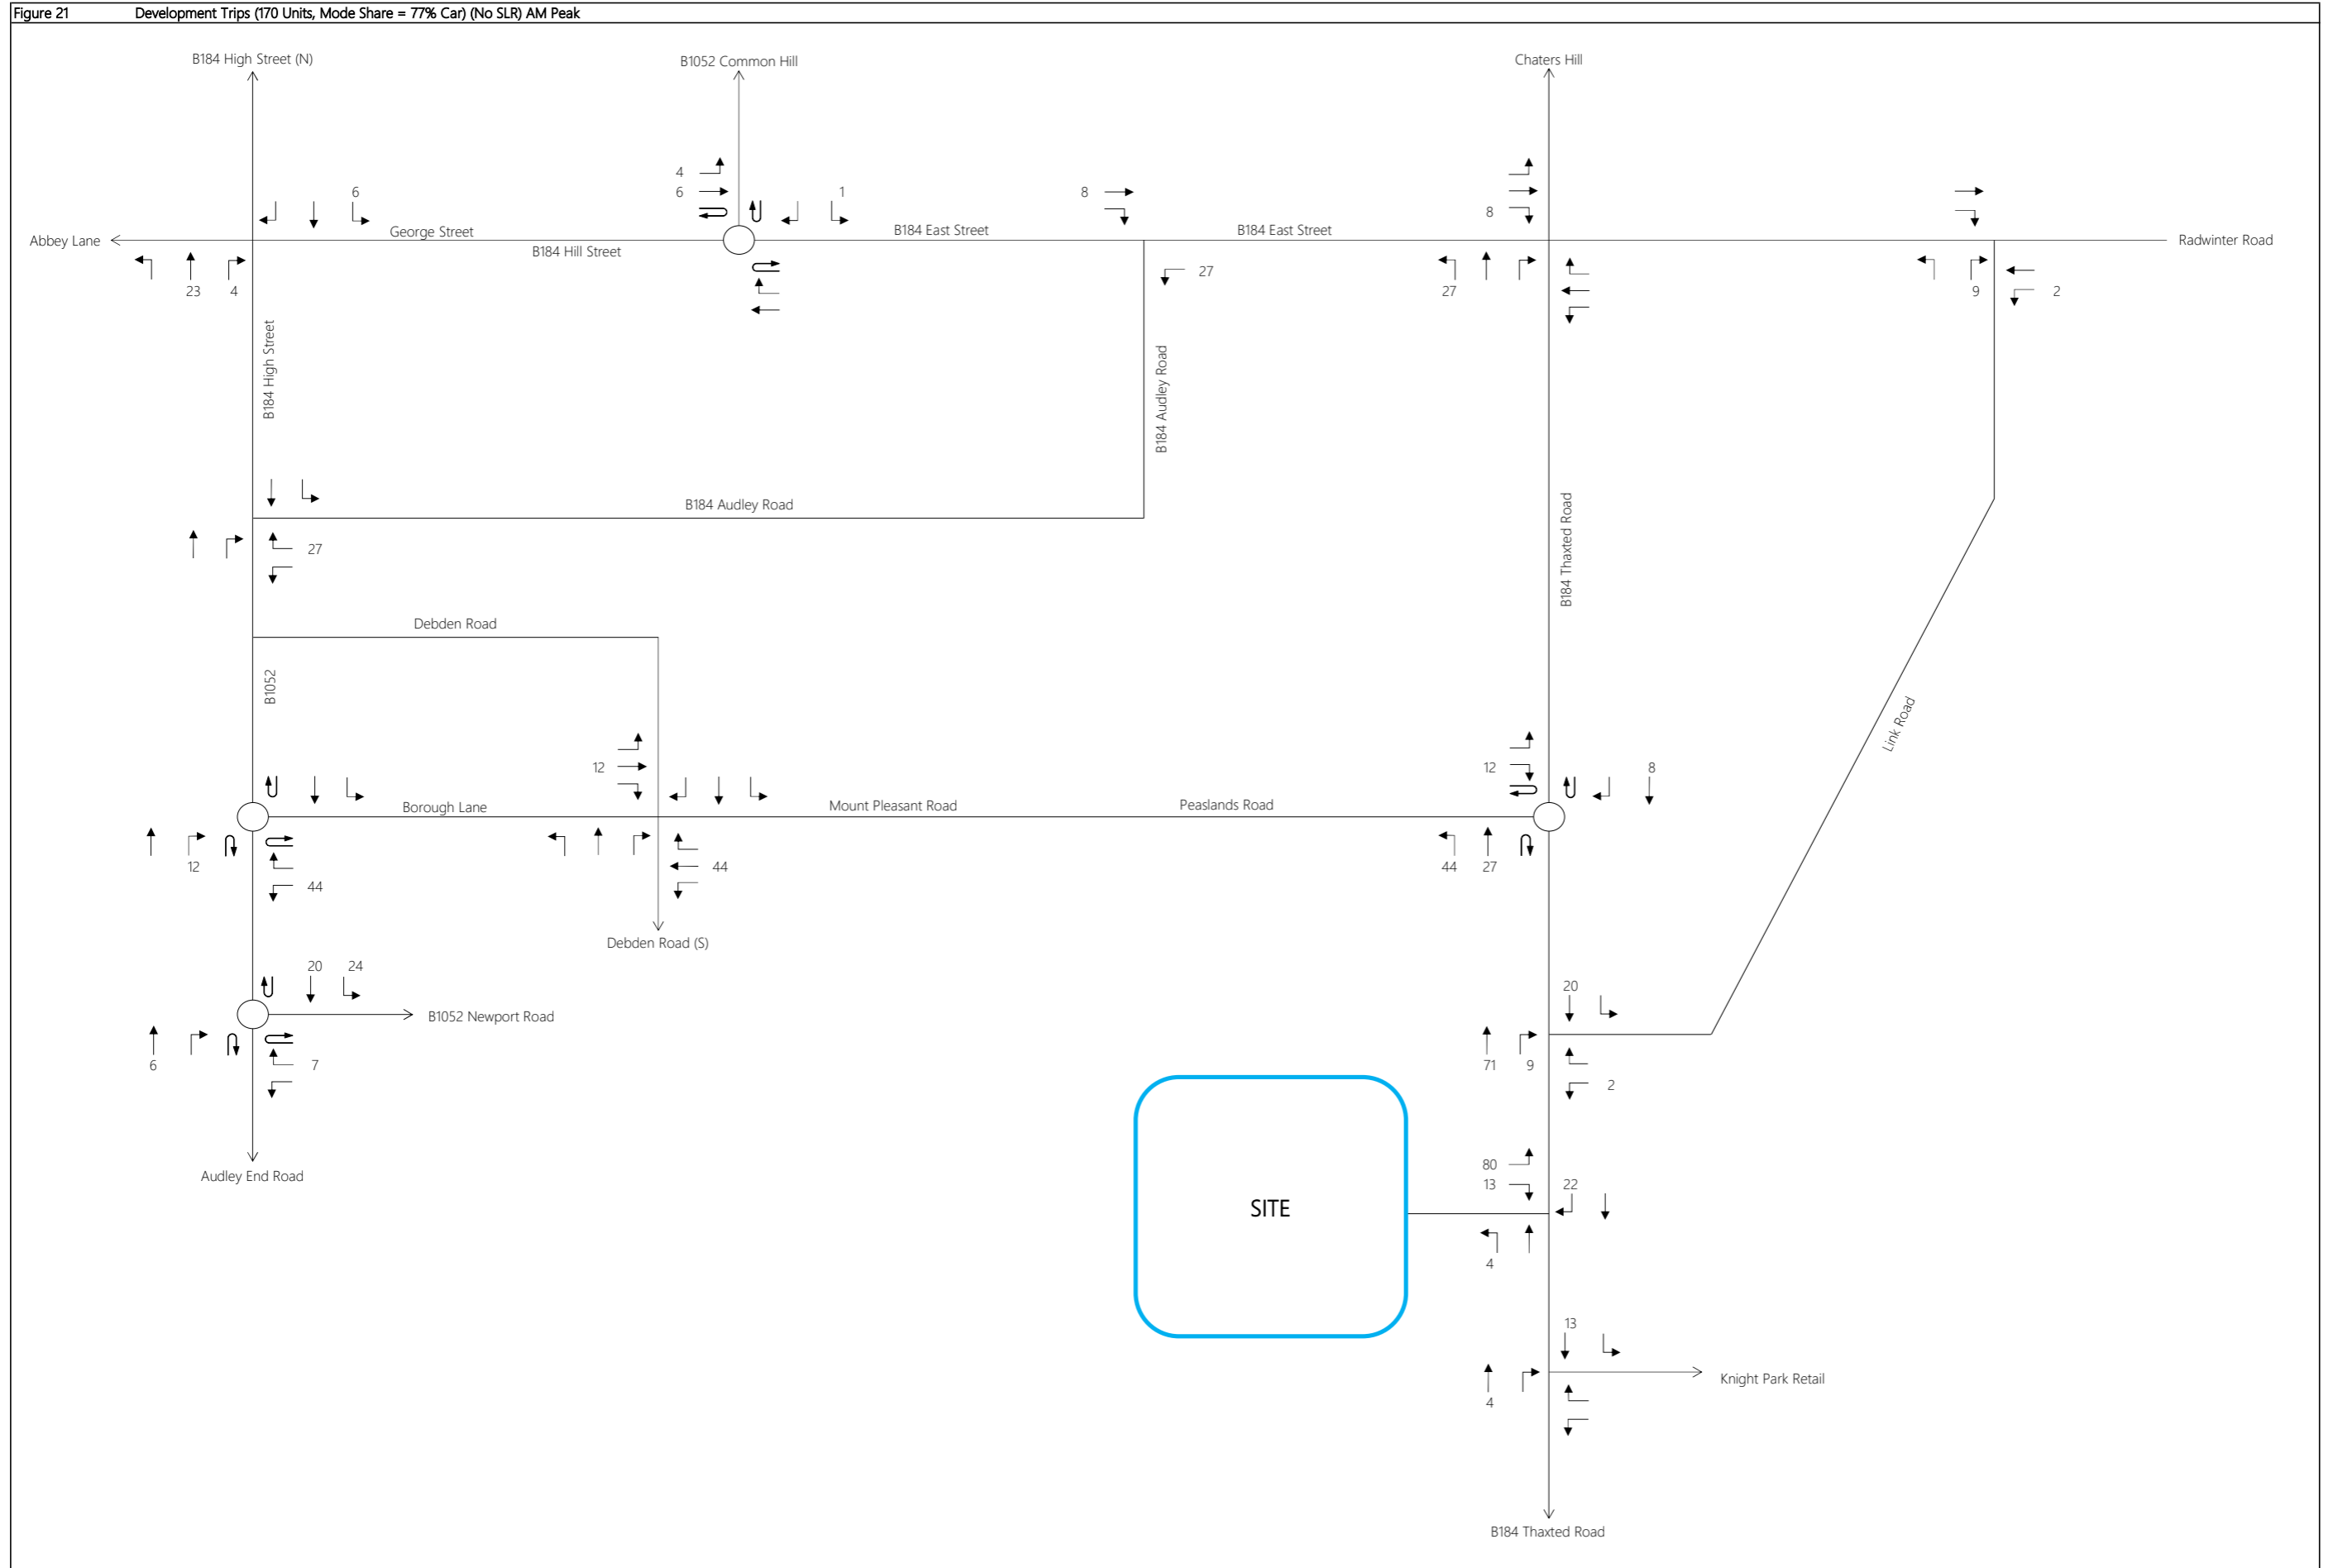 Figure 21 Development Trips (170 Units, Mode Share = 77% Car) (No SLR) AM Peak
B184 High Street (N)
B1052 Common Hill
Chaters Hill
4
6
6
1
8
8
Abbey Lane
George Street
B184 Hill Street
B184 East Street
B184 East Street
Radwinter Road
23
4
27
27
9
2
B184 High Street
B184 Audley Road
B184 Audley Road
B184 Thaxted Road
27
Debden Road
B1052
Link Road
12
12
8
Borough Lane
Mount Pleasant Road
Peaslands Road
12
44
44
44
27
Debden Road (S)
20
24
B1052 Newport Road
6
7
20
71
9
2
Audley End Road
SITE
80
13
22
4
13
4
Knight Park Retail
B184 Thaxted Road